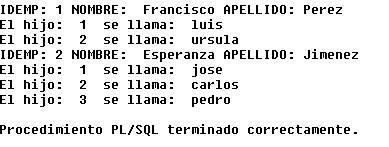 IDEMP: 1 NOMBRE:  Francisco APELLIDO: Perez
El hijo:  1  se llama:  luis
El hijo:  2  se llama:  ursula
IDEMP: 2 NOMBRE:  Esperanza APELLIDO: Jimenez
El hijo:  1  se llama:  jose
El hijo:  2  se llama:  carlos
El hijo:  3  se llama:  pedro
Procedimiento PL/SQL terminado correctamente.